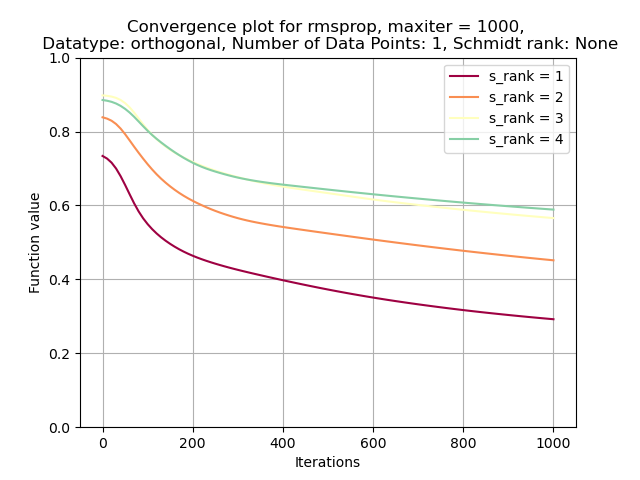 Convergence plot for rmsprop, maxiter = 1000,
Datatype: orthogonal, Number of Data Points: 1, Schmidt rank: None
s_rank = 1
s_rank = 2
s_rank = 3
s_rank = 4
Function value
1.0
0.8
0.6
0.4
0.2
0.0
0 200 400 600 800 1000
Iterations